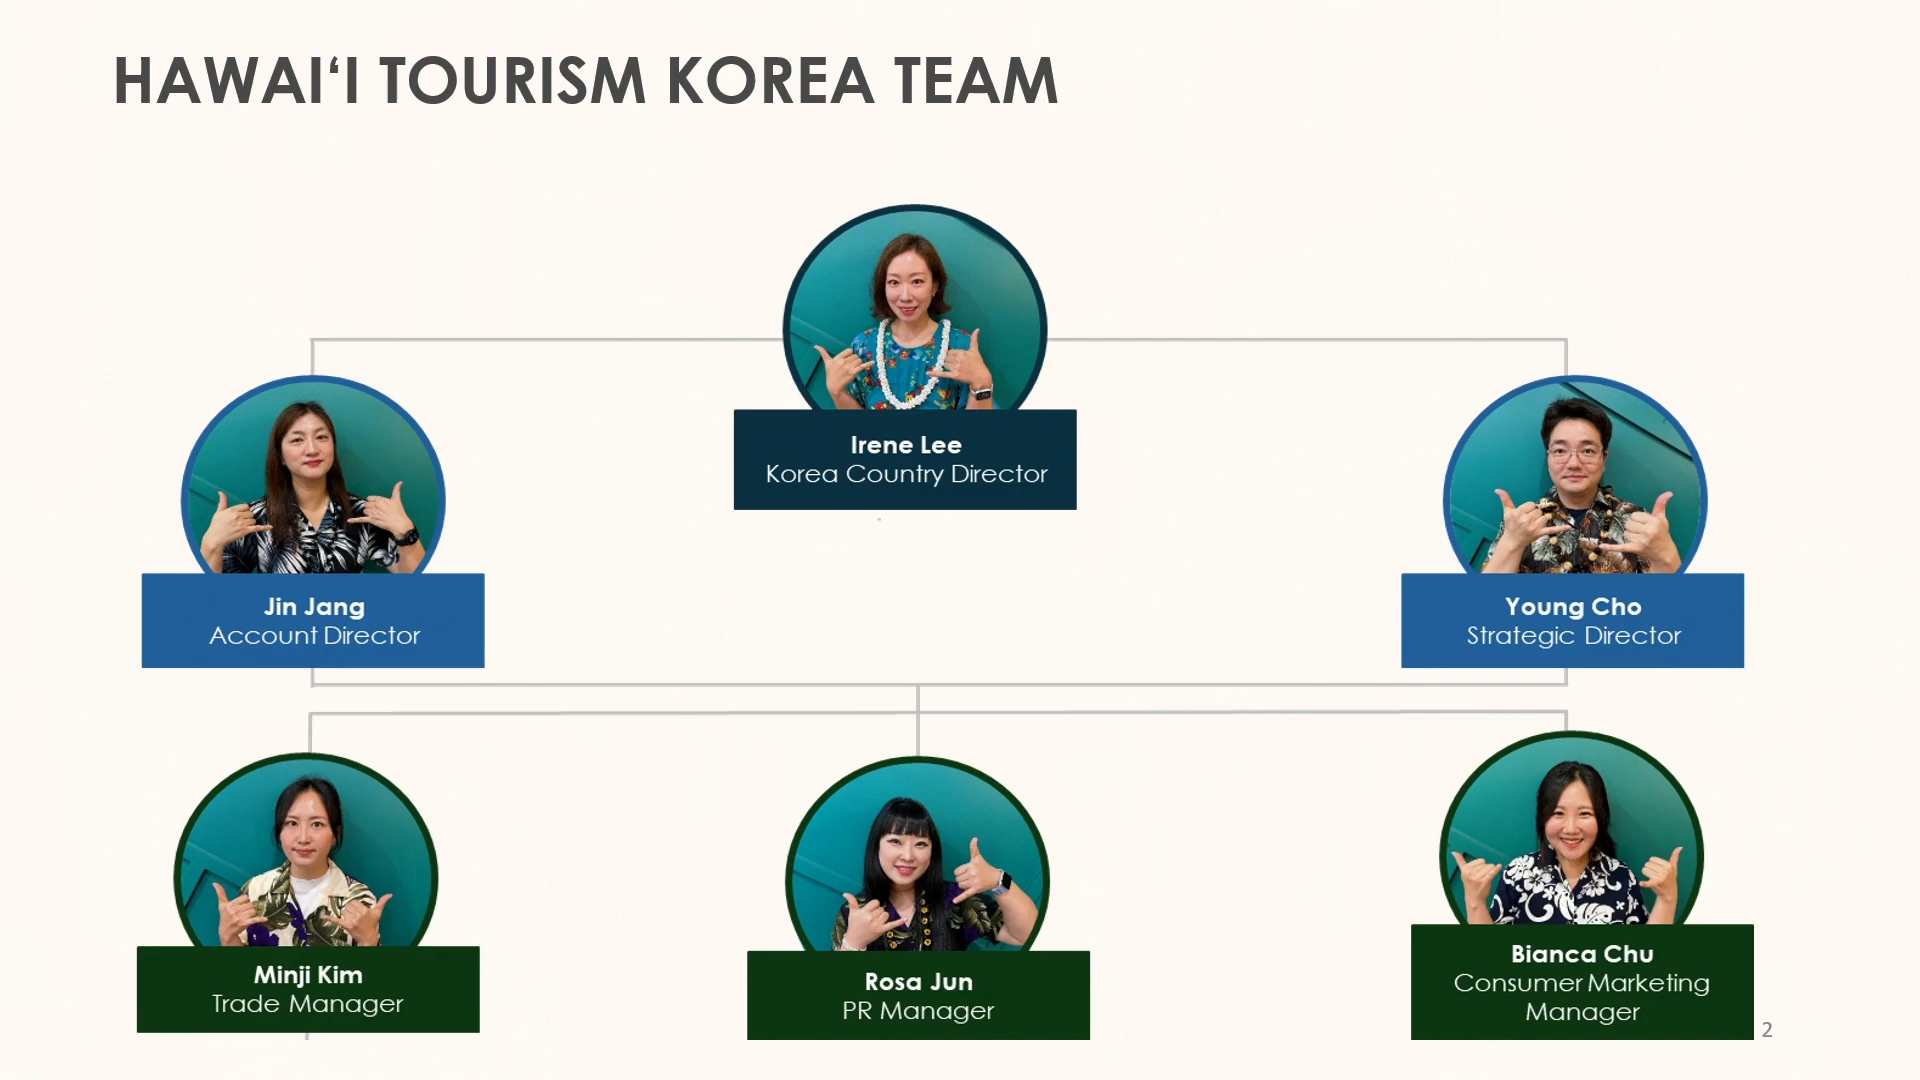 HAWAIʻI TOURISM KOREA TEAM
Irene Lee
Korea Country Director
Jin Jang
Account Director
Young Cho
Strategic Director
Minji Kim
Trade Manager
Rosa Jun
PR Manager
Bianca Chu
Consumer Marketing
Manager
2